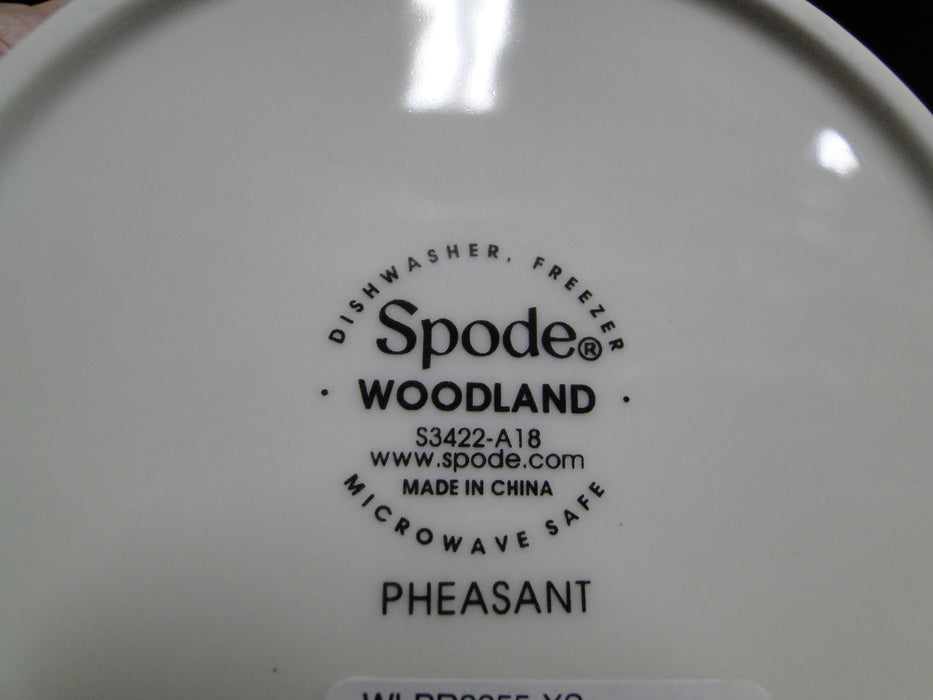 DISHWASHER, FREEZER
Spode®
· WOODLAND ·
S3422-A18
www.spode.com
MADE IN CHINA
MICROWAVE SAFE
PHEASANT